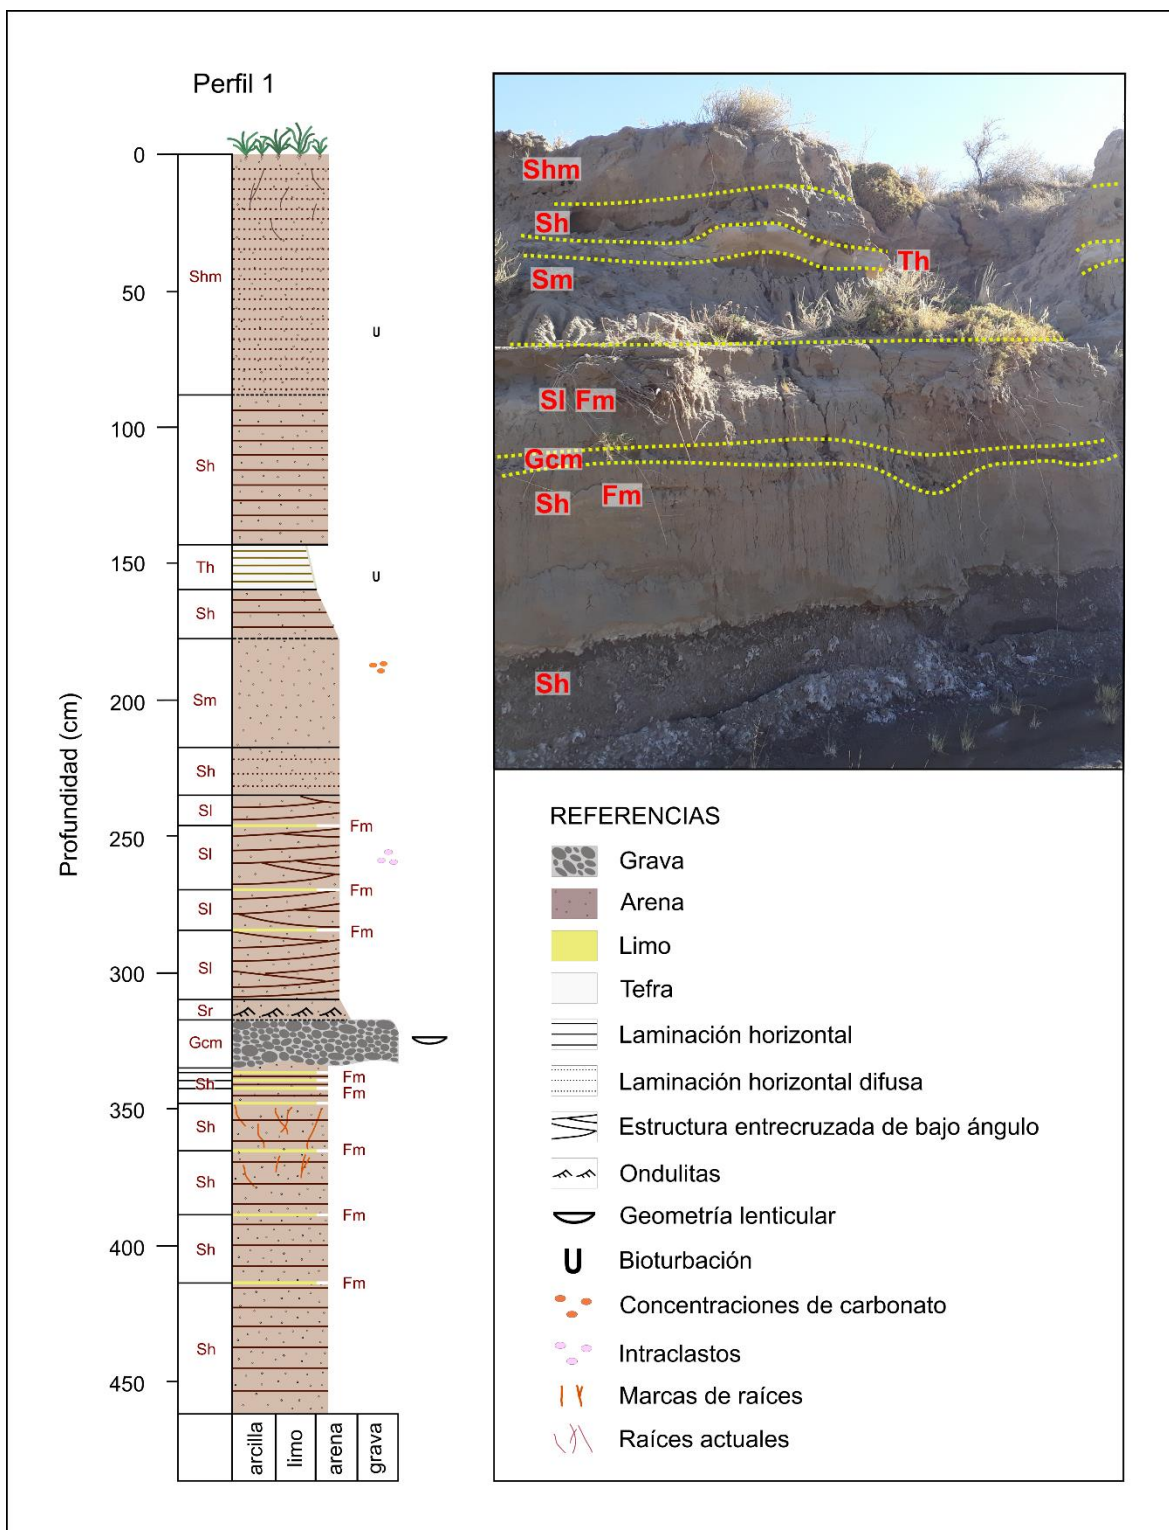 Perfil 1
Profundidad (cm)
0
50
100
150
200
250
300
350
400
450
Shm
Sh
Th
Sh
Sm
Sh
Sl
Sl
Sl
Sl
Sr
Gcm
Sh
Sh
Sh
Sh
Sh
U
U
Fm
Fm
Fm
Fm
Fm
Fm
Fm
Fm
arcilla
limo
arena
grava
Shm
Sh
Th
Sm
Sl Fm
Gcm
Sh Fm
Sh
REFERENCIAS
Grava
Arena
Limo
Tefra
Laminación horizontal
Laminación horizontal difusa
Estructura entrecruzada de bajo ángulo
Ondulitas
Geometría lenticular
U Bioturbación
Concentraciones de carbonato
Intraclastos
Marcas de raíces
Raíces actuales